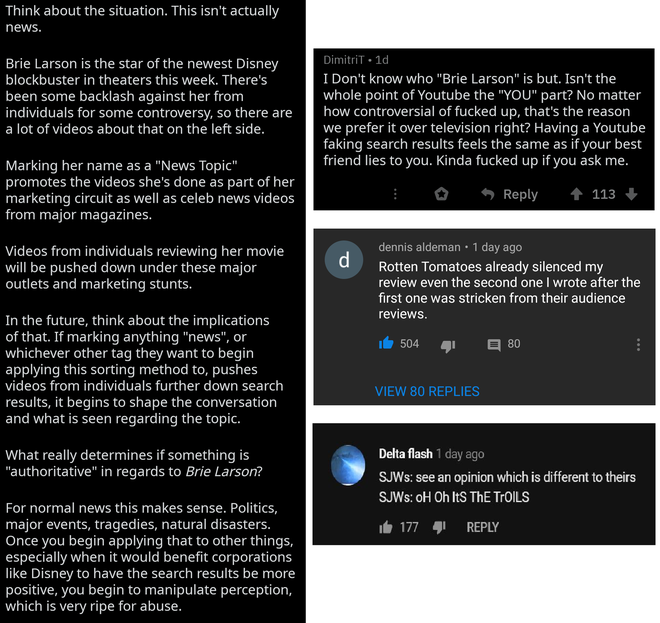 Think about the situation. This isn't actually
news.
Brie Larson is the star of the newest Disney
blockbuster in theaters this week. There's
been some backlash against her from
individuals for some controversy, so there are
a lot of videos about that on the left side.
Marking her name as a "News Topic"
promotes the videos she's done as part of her
marketing circuit as well as celeb news videos
from major magazines.
Videos from individuals reviewing her movie
will be pushed down under these major
outlets and marketing stunts.
In the future, think about the implications
of that. If marking anything "news", or
whichever other tag they want to begin
applying this sorting method to, pushes
videos from individuals further down search
results, it begins to shape the conversation
and what is seen regarding the topic.
What really determines if something is
"authoritative" in regards to Brie Larson?
For normal news this makes sense. Politics,
major events, tragedies, natural disasters.
Once you begin applying that to other things,
especially when it would benefit corporations
like Disney to have the search results be more
positive, you begin to manipulate perception,
which is very ripe for abuse.
DimitriT • 1d
I Don't know who "Brie Larson" is but. Isn't the
whole point of Youtube the "YOU" part? No matter
how controversial of fucked up, that's the reason
we prefer it over television right? Having a Youtube
faking search results feels the same as if your best
friend lies to you. Kinda fucked up if you ask me.
Reply 113
d
dennis aldeman • 1 day ago
Rotten Tomatoes already silenced my
review even the second one I wrote after the
first one was stricken from their audience
reviews.
504 80
VIEW 80 REPLIES
Delta flash 1 day ago
SJWs: see an opinion which is different to theirs
SJWs: oH Oh ItS ThE TrOlLS
177 REPLY